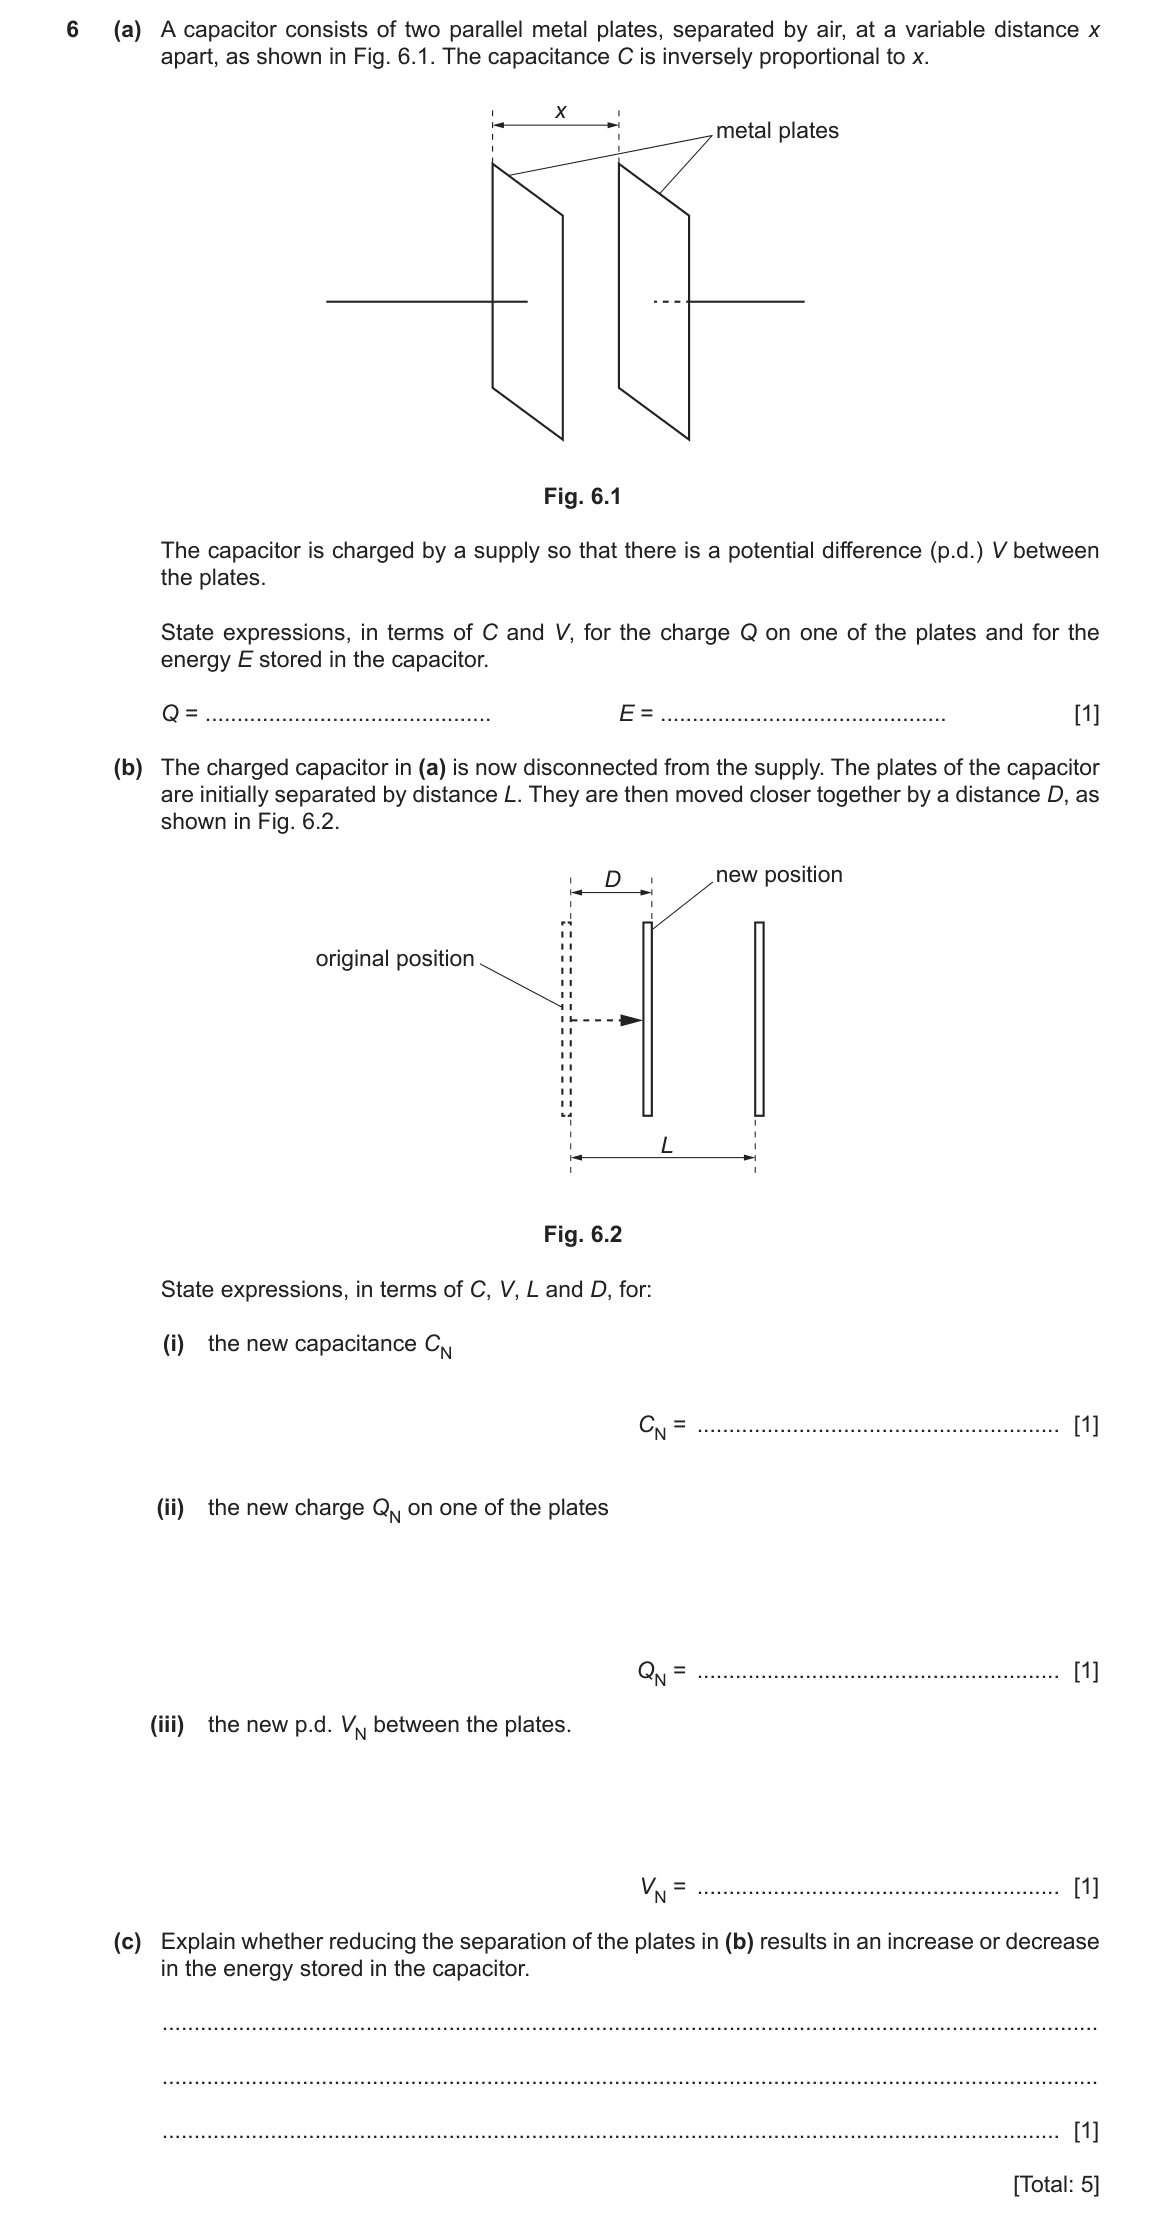 6 (a) A capacitor consists of two parallel metal plates, separated by air, at a variable distance x
apart, as shown in Fig. 6.1. The capacitance C is inversely proportional to x.
x
metal plates
Fig. 6.1
The capacitor is charged by a supply so that there is a potential difference (p.d.) V between
the plates.
State expressions, in terms of C and V, for the charge Q on one of the plates and for the
energy E stored in the capacitor.
Q = ............................................. E = ............................................. [1]
(b) The charged capacitor in (a) is now disconnected from the supply. The plates of the capacitor
are initially separated by distance L. They are then moved closer together by a distance D, as
shown in Fig. 6.2.
D
new position
original position
L
Fig. 6.2
State expressions, in terms of C, V, L and D, for:
(i) the new capacitance C_N
C_N = ......................................................... [1]
(ii) the new charge Q_N on one of the plates
Q_N = ......................................................... [1]
(iii) the new p.d. V_N between the plates.
V_N = ......................................................... [1]
(c) Explain whether reducing the separation of the plates in (b) results in an increase or decrease
in the energy stored in the capacitor.
...................................................................................................................................................
...................................................................................................................................................
............................................................................................................................................. [1]
[Total: 5]